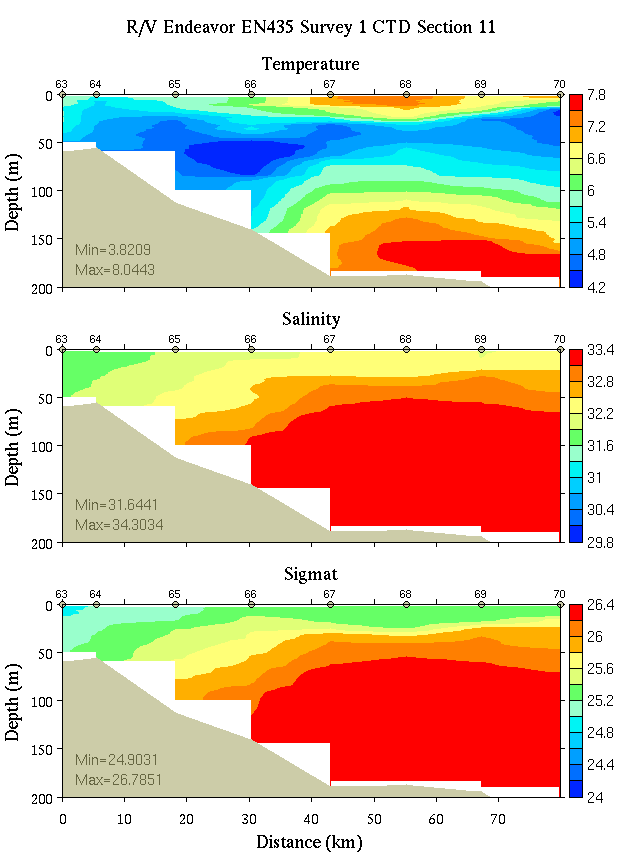 R/V Endeavor EN435 Survey 1 CTD Section 11
Temperature
63 64 65 66 67 68 69 70
0
50
100
150
200
Depth (m)
Min=3.8209
Max=8.0443
7.8
7.2
6.6
6
5.4
4.8
4.2
Salinity
63 64 65 66 67 68 69 70
0
50
100
150
200
Depth (m)
Min=31.6441
Max=34.3034
33.4
32.8
32.2
31.6
31
30.4
29.8
Sigmat
63 64 65 66 67 68 69 70
0
50
100
150
200
Depth (m)
Min=24.9031
Max=26.7851
26.4
26
25.6
25.2
24.8
24.4
24
0 10 20 30 40 50 60 70
Distance (km)